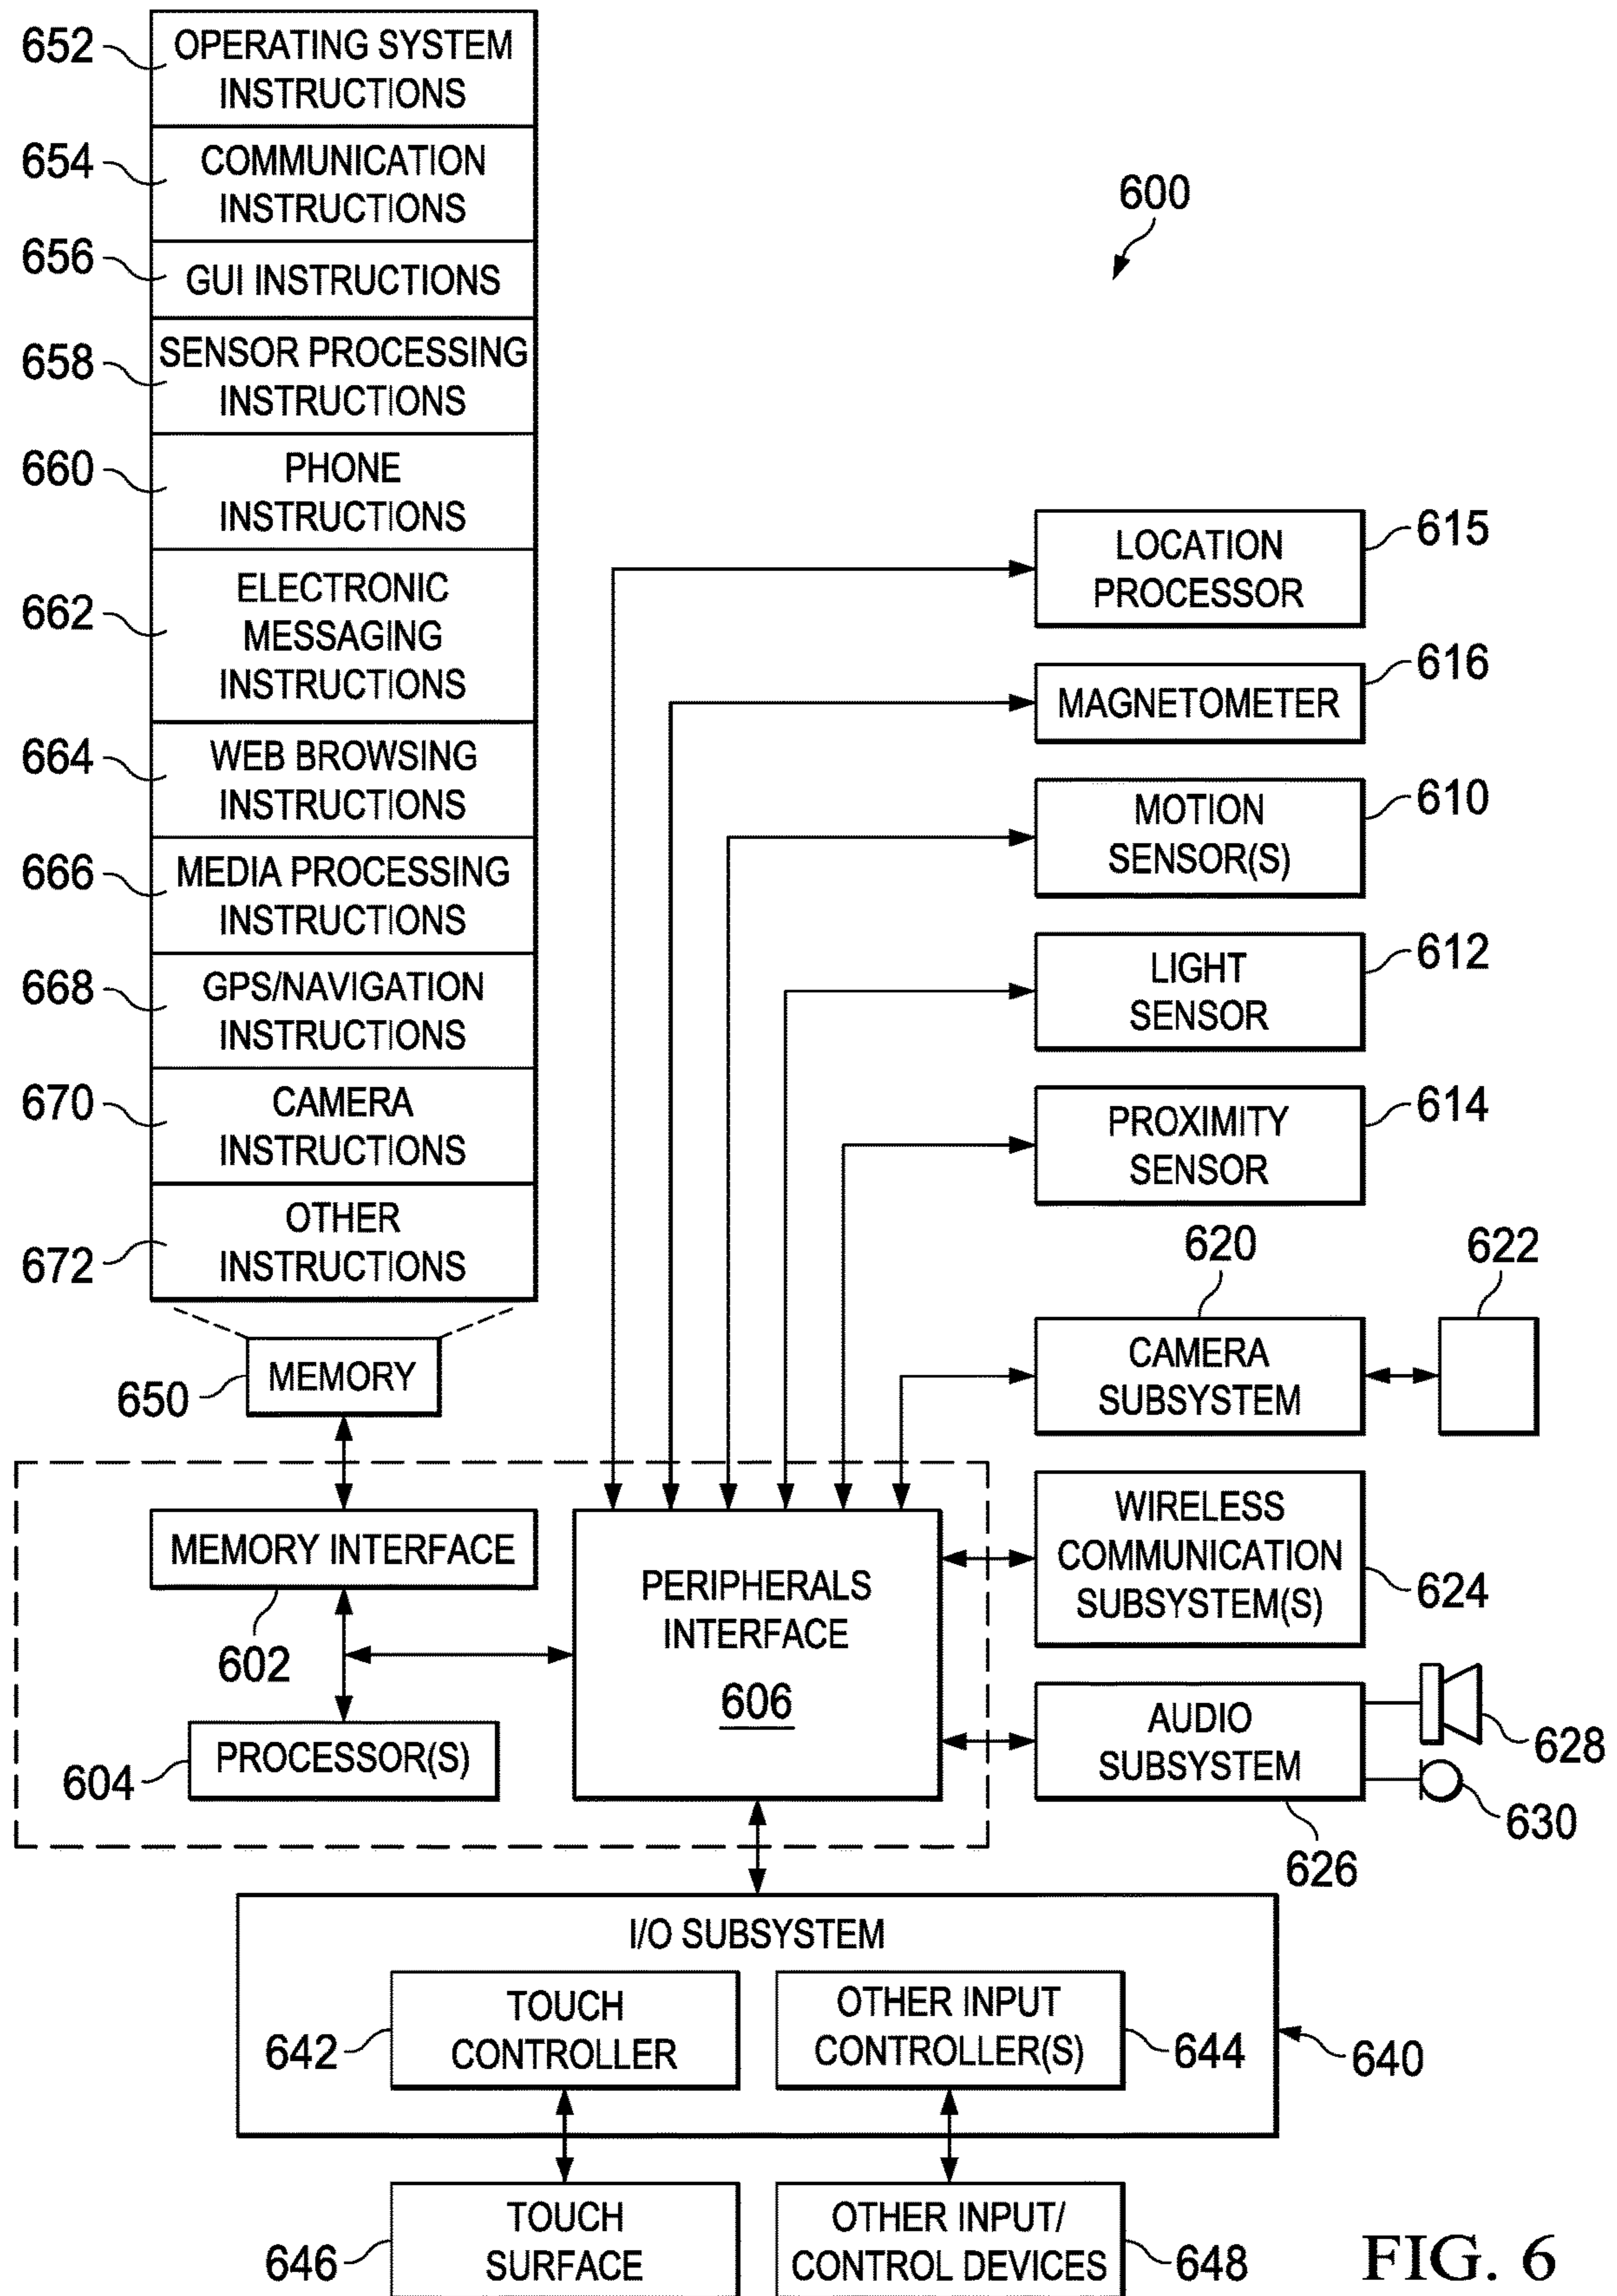 652
OPERATING SYSTEM
INSTRUCTIONS
654
COMMUNICATION
INSTRUCTIONS
600
656
GUI INSTRUCTIONS
658
SENSOR PROCESSING
INSTRUCTIONS
660
PHONE
INSTRUCTIONS
662
ELECTRONIC
MESSAGING
INSTRUCTIONS
664
WEB BROWSING
INSTRUCTIONS
666
MEDIA PROCESSING
INSTRUCTIONS
668
GPS/NAVIGATION
INSTRUCTIONS
670
CAMERA
INSTRUCTIONS
672
OTHER
INSTRUCTIONS
650
MEMORY
LOCATION
PROCESSOR
615
MAGNETOMETER
616
MOTION
SENSOR(S)
610
LIGHT
SENSOR
612
PROXIMITY
SENSOR
614
620
622
CAMERA
SUBSYSTEM
WIRELESS
COMMUNICATION
SUBSYSTEM(S)
624
AUDIO
SUBSYSTEM
628
630
626
MEMORY INTERFACE
602
PROCESSOR(S)
604
PERIPHERALS
INTERFACE
606
I/O SUBSYSTEM
642
TOUCH
CONTROLLER
OTHER INPUT
CONTROLLER(S)
644
640
646
TOUCH
SURFACE
OTHER INPUT/
CONTROL DEVICES
648
FIG. 6